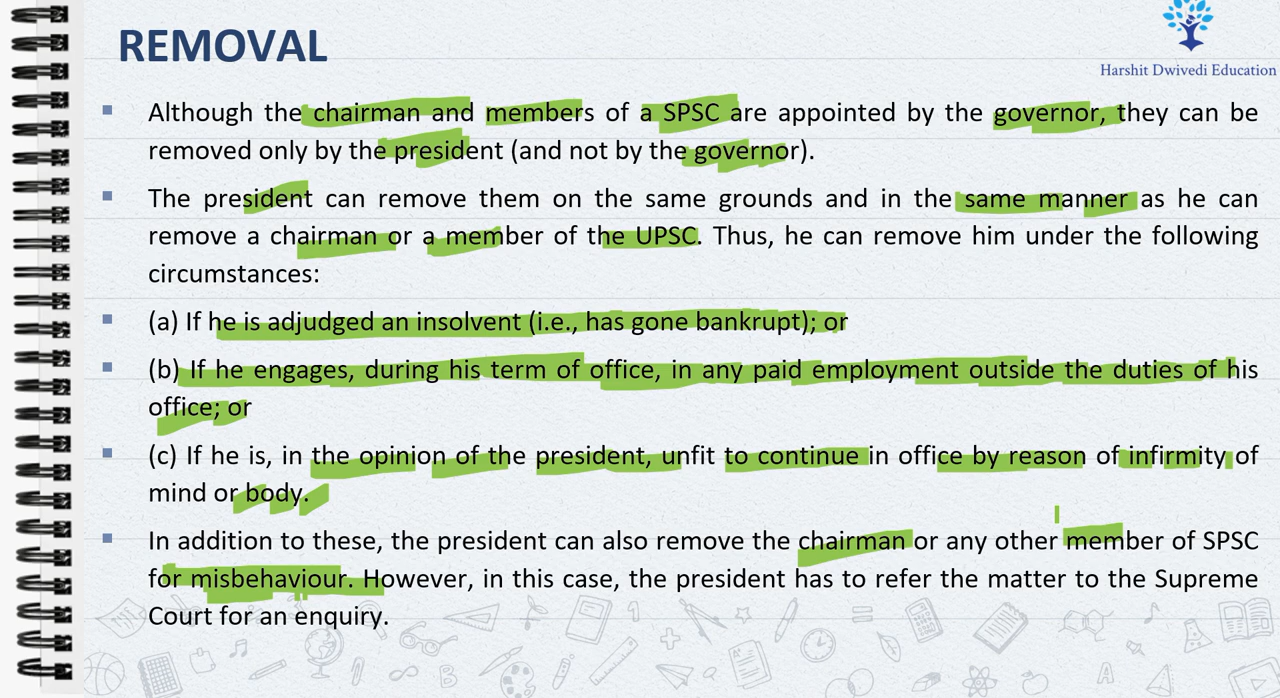 REMOVAL
Harshit Dwivedi Education
▪ Although the chairman and members of a SPSC are appointed by the governor, they can be
removed only by the president (and not by the governor).
▪ The president can remove them on the same grounds and in the same manner as he can
remove a chairman or a member of the UPSC. Thus, he can remove him under the following
circumstances:
▪ (a) If he is adjudged an insolvent (i.e., has gone bankrupt); or
▪ (b) If he engages, during his term of office, in any paid employment outside the duties of his
office; or
▪ (c) If he is, in the opinion of the president, unfit to continue in office by reason of infirmity of
mind or body.
▪ In addition to these, the president can also remove the chairman or any other member of SPSC
for misbehaviour. However, in this case, the president has to refer the matter to the Supreme
Court for an enquiry.